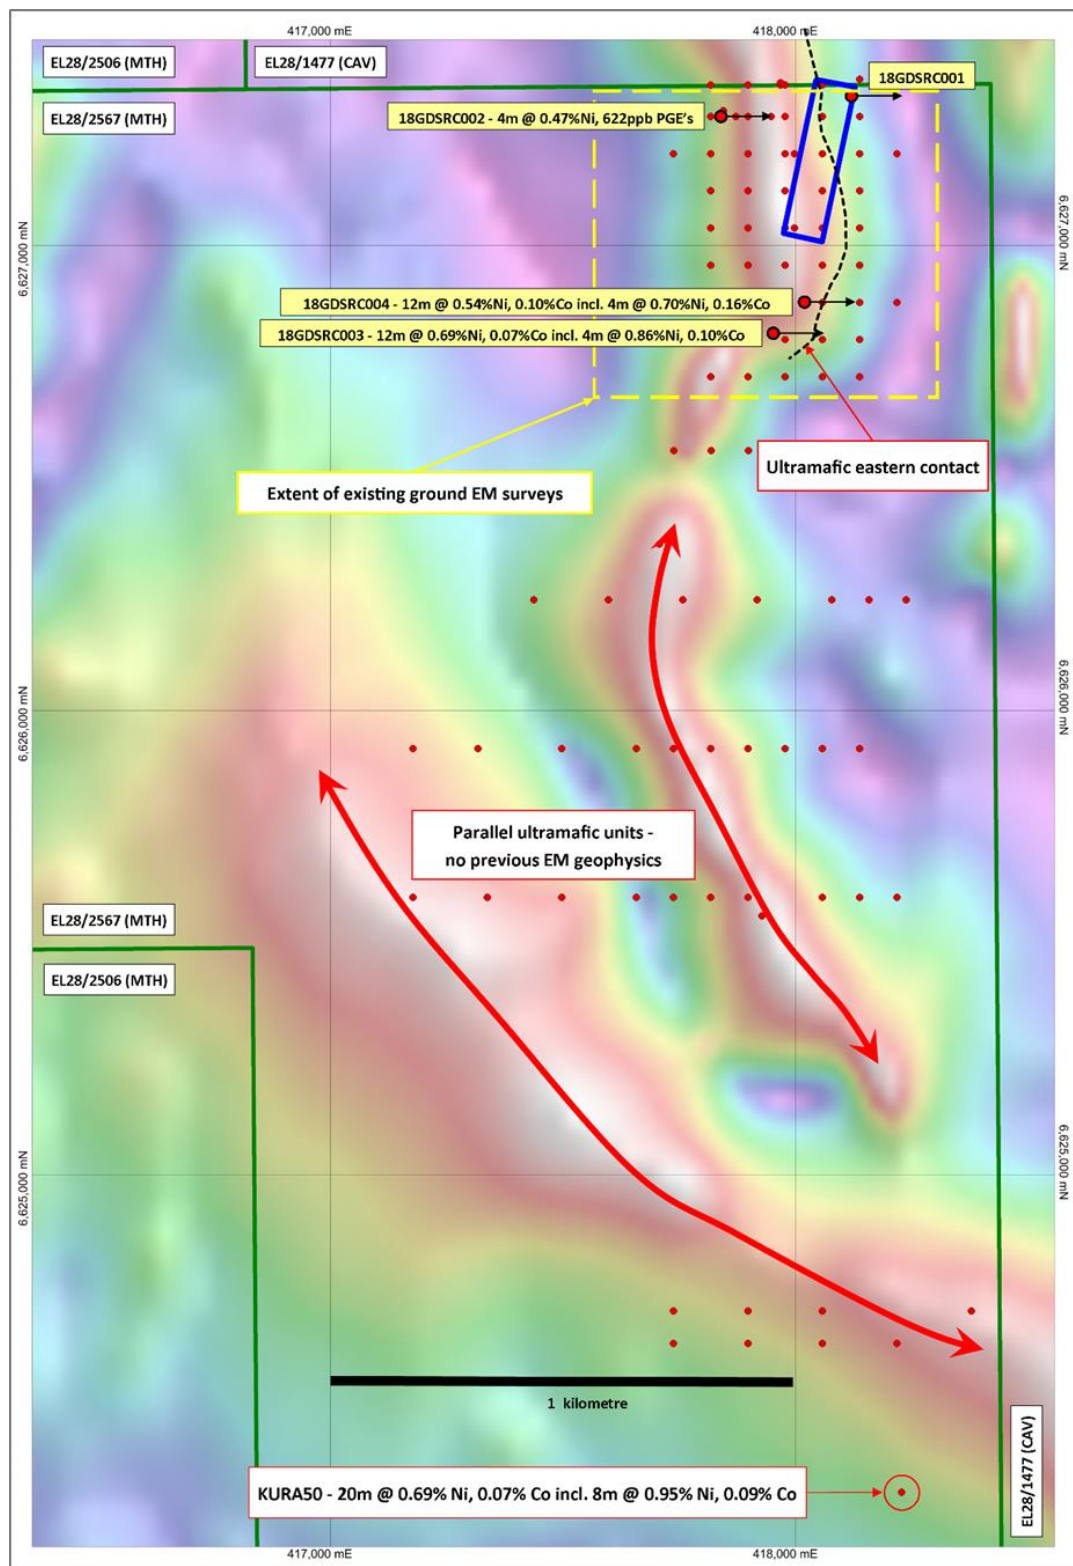 417,000 mE
418,000 mE
EL28/2506 (MTH)
EL28/1477 (CAV)
18GDSRC001
EL28/2567 (MTH)
18GDSRC002 - 4m @ 0.47%Ni, 622ppb PGE's
6,627,000 mN
6,627,000 mN
18GDSRC004 - 12m @ 0.54%Ni, 0.10%Co incl. 4m @ 0.70%Ni, 0.16%Co
18GDSRC003 - 12m @ 0.69%Ni, 0.07%Co incl. 4m @ 0.86%Ni, 0.10%Co
Ultramafic eastern contact
Extent of existing ground EM surveys
6,626,000 mN
6,626,000 mN
Parallel ultramafic units -
no previous EM geophysics
EL28/2567 (MTH)
EL28/2506 (MTH)
6,625,000 mN
6,625,000 mN
1 kilometre
EL28/1477 (CAV)
KURA50 - 20m @ 0.69% Ni, 0.07% Co incl. 8m @ 0.95% Ni, 0.09% Co
417,000 mE
418,000 mE